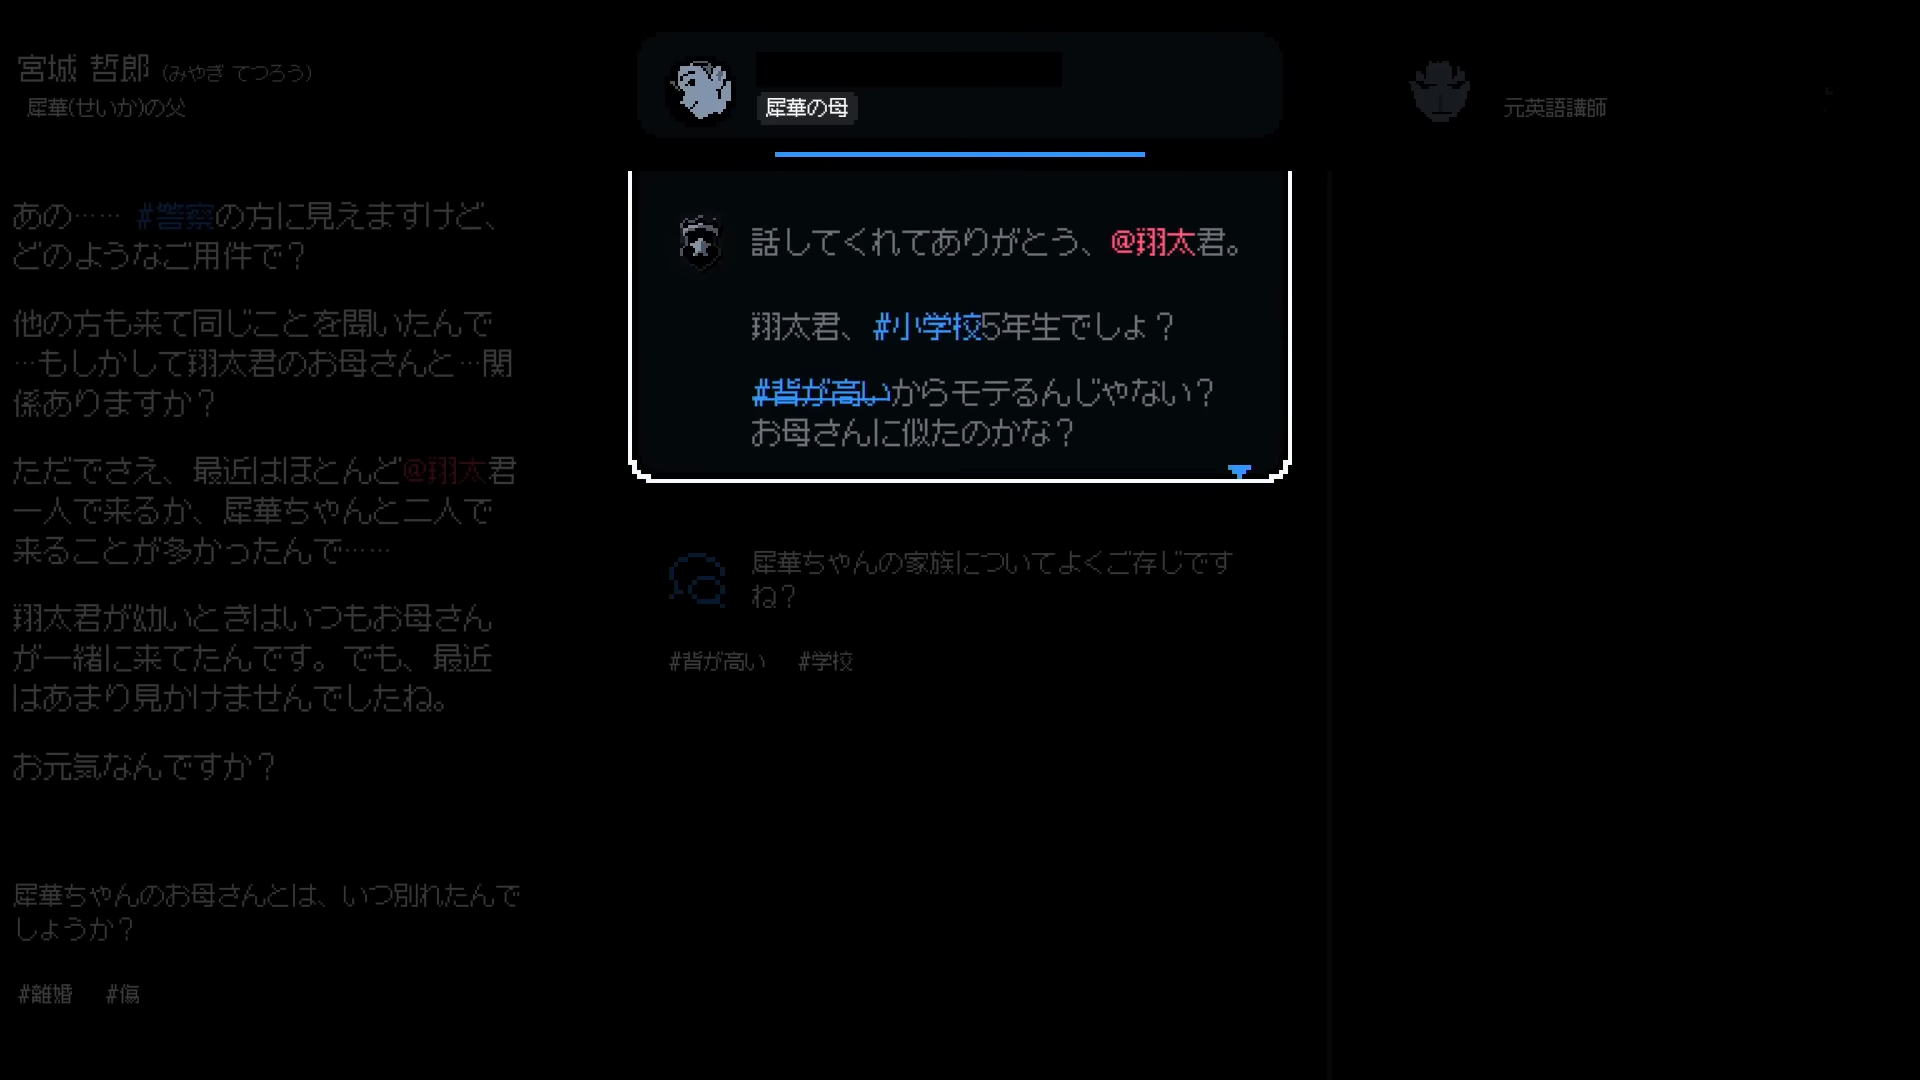 宮城 哲郎 (みやぎ てつろう)
犀華(せいか)の父
あの…… #警察の方に見えますけど、
どのようなご用件で？
他の方も来て同じことを聞いたんで
…もしかして翔太君のお母さんと…関
係ありますか？
ただでさえ、最近はほとんど@翔太君
一人で来るか、犀華ちゃんと二人で
来ることが多かったんで……
翔太君が幼いときはいつもお母さん
が一緒に来てたんです。でも、最近
はあまり見かけませんでしたね。
お元気なんですか？
犀華ちゃんのお母さんとは、いつ別れたんで
しょうか？
#離婚 #傷
犀華の母
話してくれてありがとう、@翔太君。
翔太君、#小学校5年生でしょ？
#背が高いからモテるんじゃない？
お母さんに似たのかな？
犀華ちゃんの家族についてよくご存じです
ね？
#背が高い #学校
元英語講師